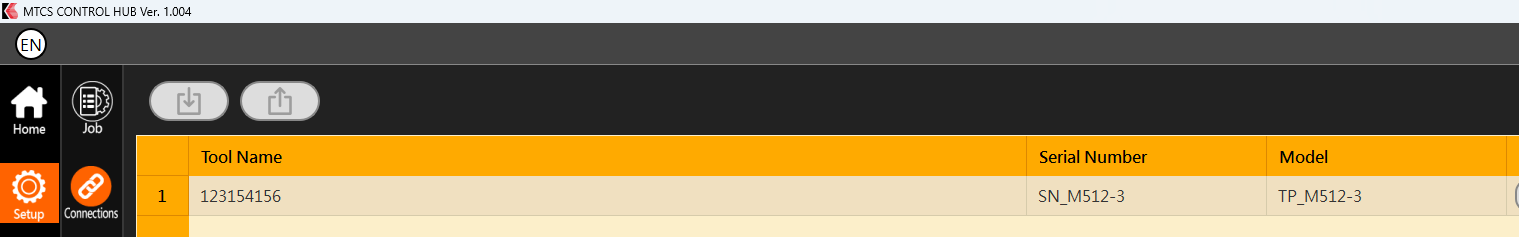 MTCS CONTROL HUB Ver. 1.004
EN
Home
Job
Setup
Connections
Tool Name Serial Number Model
1 123154156 SN_M512-3 TP_M512-3